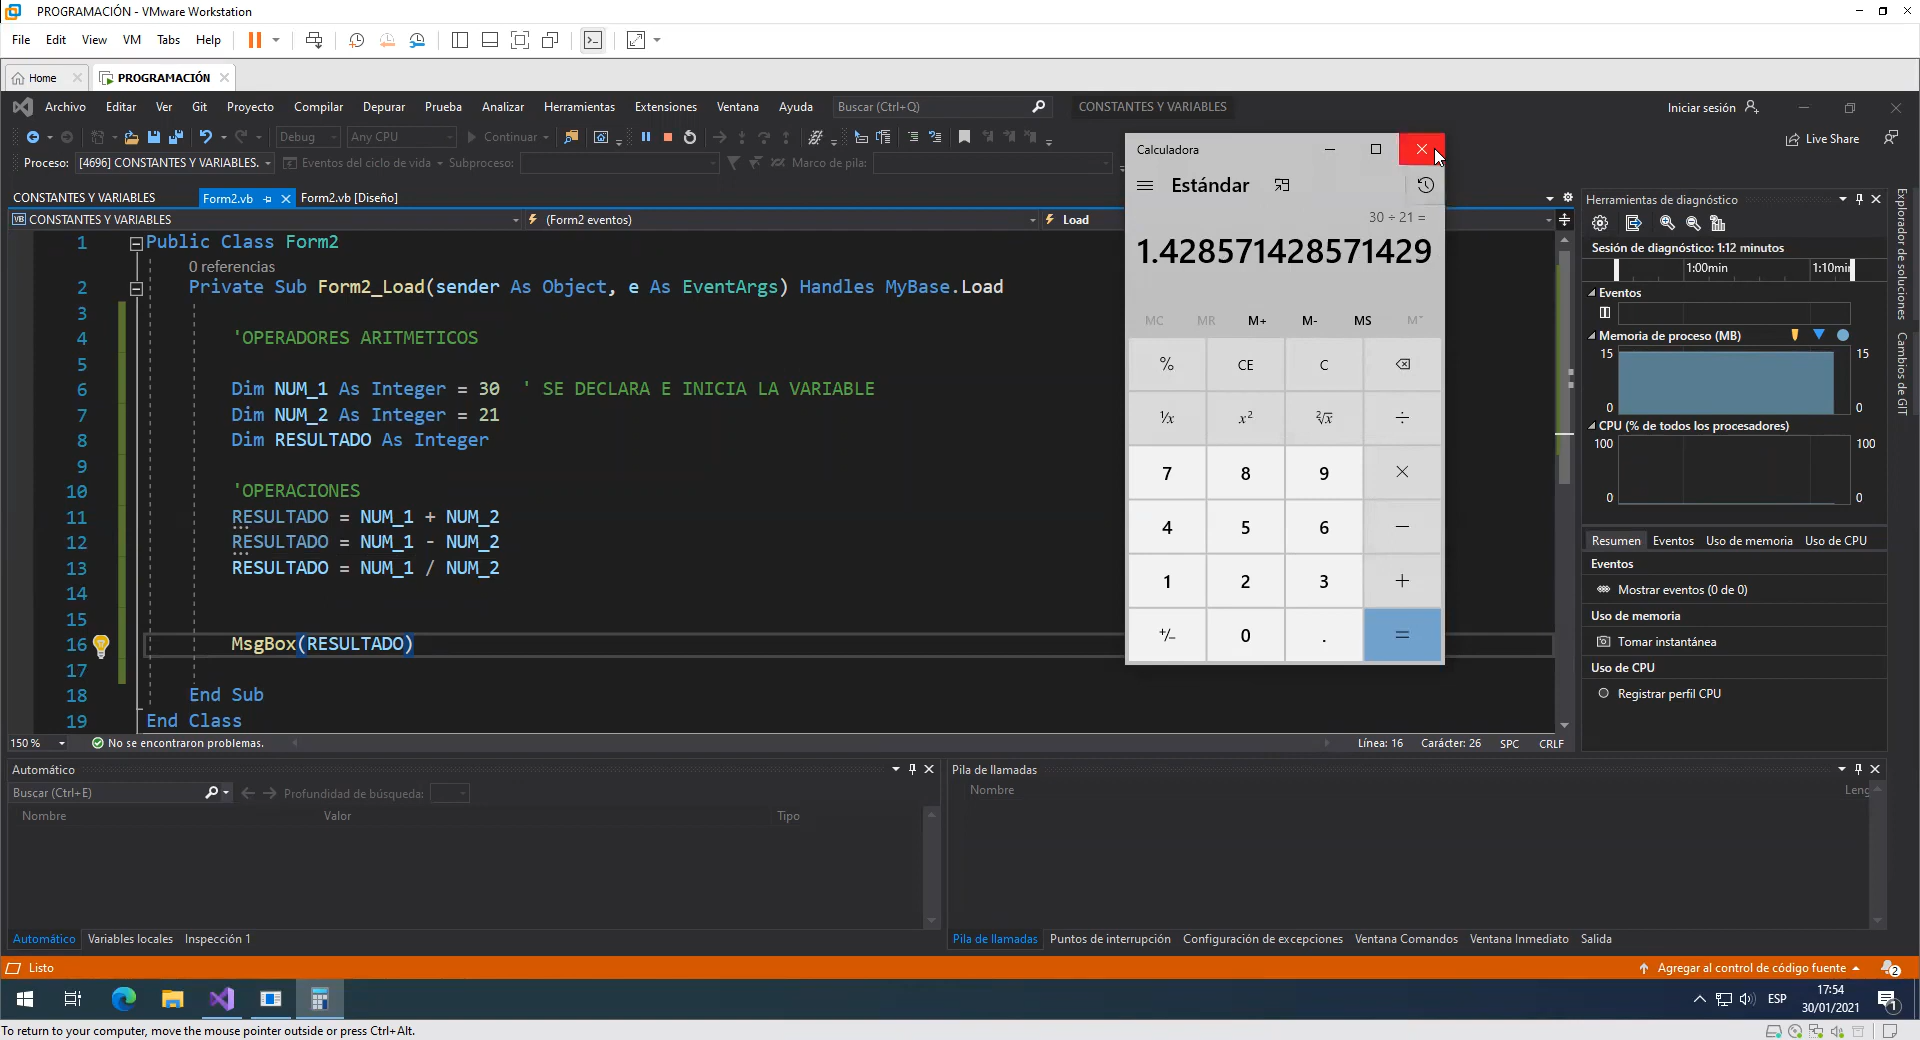 PROGRAMACIÓN - VMware Workstation
File Edit View VM Tabs Help
Home PROGRAMACIÓN
Archivo Editar Ver Git Proyecto Compilar Depurar Prueba Analizar Herramientas Extensiones Ventana Ayuda Buscar (Ctrl+Q) CONSTANTES Y VARIABLES Iniciar sesión
Debug Any CPU Continuar Live Share
Proceso: [4696] CONSTANTES Y VARIABLES. Eventos del ciclo de vida Subproceso: Marco de pila:
CONSTANTES Y VARIABLES Form2.vb Form2.vb [Diseño]
VB CONSTANTES Y VARIABLES (Form2 eventos) Load
1 Public Class Form2
0 referencias
2 Private Sub Form2_Load(sender As Object, e As EventArgs) Handles MyBase.Load
3
4 'OPERADORES ARITMETICOS
5
6 Dim NUM_1 As Integer = 30 ' SE DECLARA E INICIA LA VARIABLE
7 Dim NUM_2 As Integer = 21
8 Dim RESULTADO As Integer
9
10 'OPERACIONES
11 RESULTADO = NUM_1 + NUM_2
12 RESULTADO = NUM_1 - NUM_2
13 RESULTADO = NUM_1 / NUM_2
14
15
16 MsgBox(RESULTADO)
17
18 End Sub
19 End Class
150 % No se encontraron problemas. Línea: 16 Carácter: 26 SPC CRLF
Calculadora
Estándar
30 ÷ 21 =
1.428571428571429
MC MR M+ M- MS M˅
% CE C
¹/x x² ²√x ÷
7 8 9 ×
4 5 6 −
1 2 3 +
+/− 0 . =
Herramientas de diagnóstico
Sesión de diagnóstico: 1:12 minutos
1:00min 1:10min
Eventos
Memoria de proceso (MB)
15 15
0 0
CPU (% de todos los procesadores)
100 100
0 0
Resumen Eventos Uso de memoria Uso de CPU
Eventos
Mostrar eventos (0 de 0)
Uso de memoria
Tomar instantánea
Uso de CPU
Registrar perfil CPU
Explorador de soluciones
Cambios de GIT
Automático
Buscar (Ctrl+E) Profundidad de búsqueda:
Nombre Valor Tipo
Automático Variables locales Inspección 1
Pila de llamadas
Nombre Leng
Pila de llamadas Puntos de interrupción Configuración de excepciones Ventana Comandos Ventana Inmediato Salida
Listo Agregar al control de código fuente 2
ESP 17:54
30/01/2021 1
To return to your computer, move the mouse pointer outside or press Ctrl+Alt.